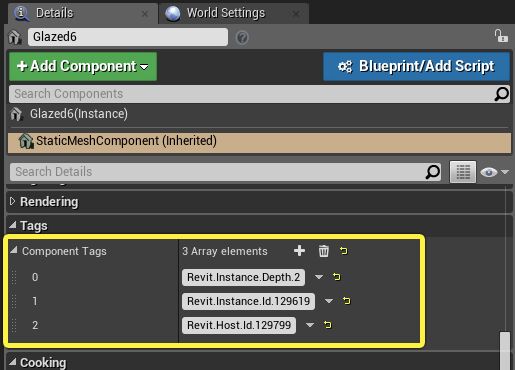 Details
World Settings
Glazed6
Add Component
Blueprint/Add Script
Search Components
Glazed6(Instance)
StaticMeshComponent (Inherited)
Search Details
Rendering
Tags
Component Tags 3 Array elements
0 Revit.Instance.Depth.2
1 Revit.Instance.Id.129619
2 Revit.Host.Id.129799
Cooking